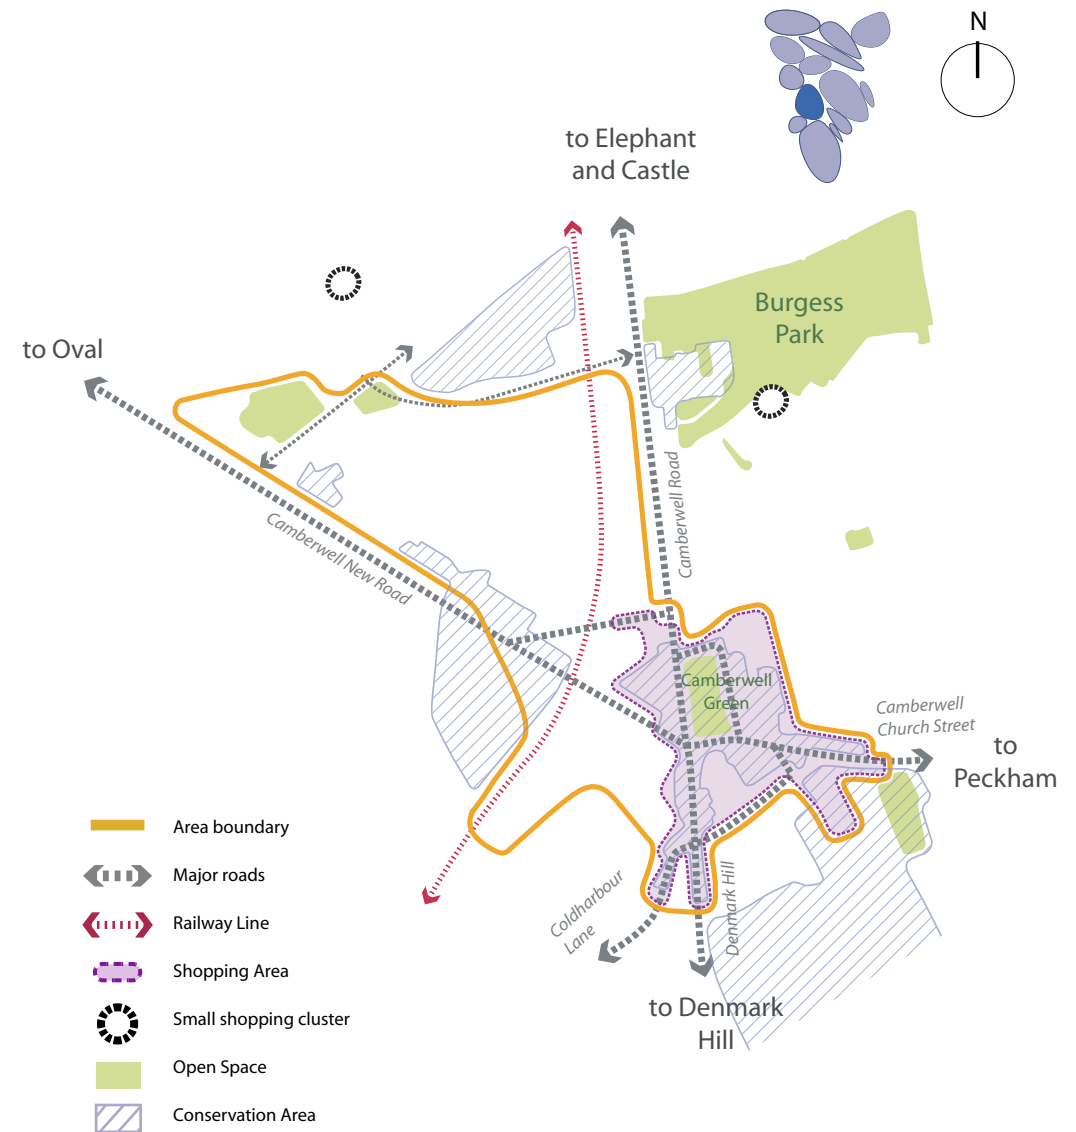 N
to Elephant
and Castle
Burgess
Park
to Oval
Camberwell Road
Camberwell New Road
Camberwell
Green
Camberwell
Church Street
to
Peckham
Coldharbour
Lane
Denmark Hill
to Denmark
Hill
Area boundary
Major roads
Railway Line
Shopping Area
Small shopping cluster
Open Space
Conservation Area